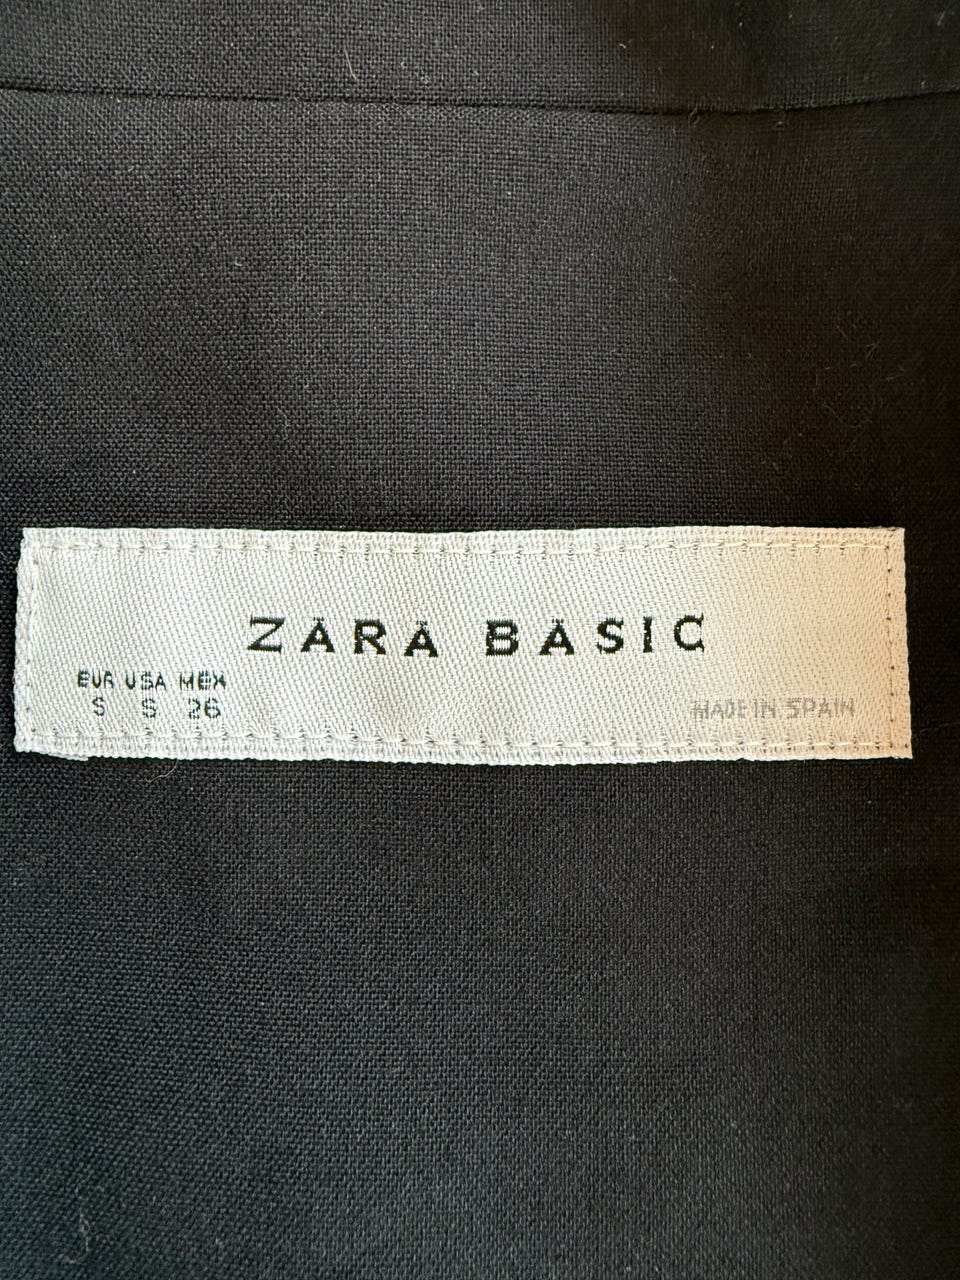 ZARA BASIC
EUR USA MEX
S S 26
MADE IN SPAIN